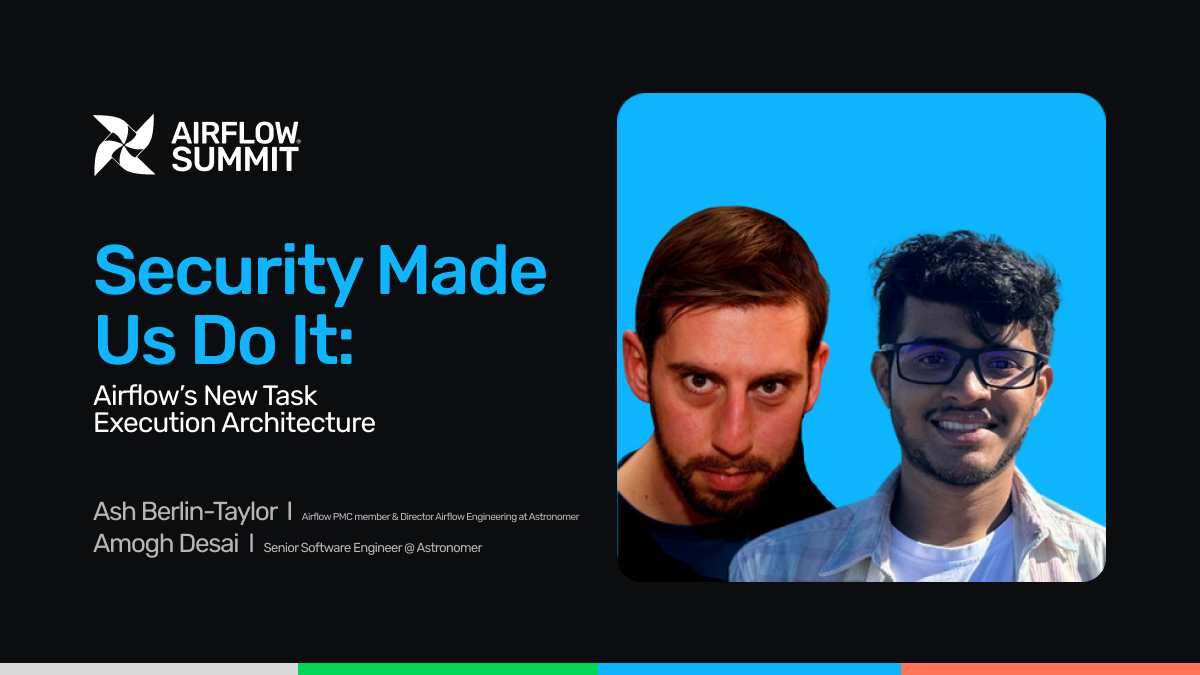 AIRFLOW®
SUMMIT
Security Made
Us Do It:
Airflow’s New Task
Execution Architecture
Ash Berlin-Taylor | Airflow PMC member & Director Airflow Engineering at Astronomer
Amogh Desai | Senior Software Engineer @ Astronomer